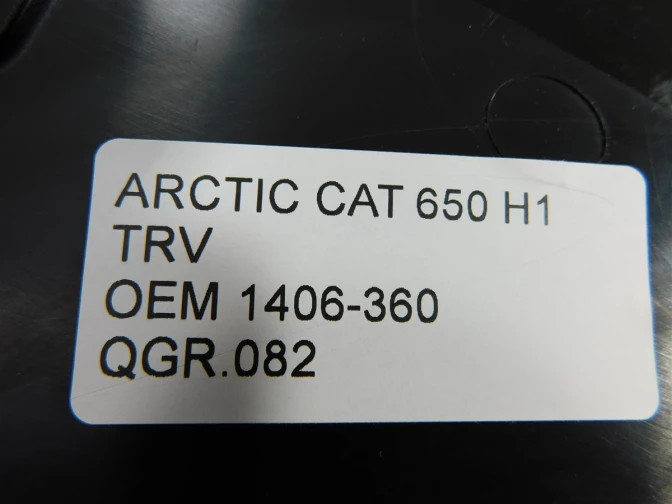 ARCTIC CAT 650 H1
TRV
OEM 1406-360
QGR.082